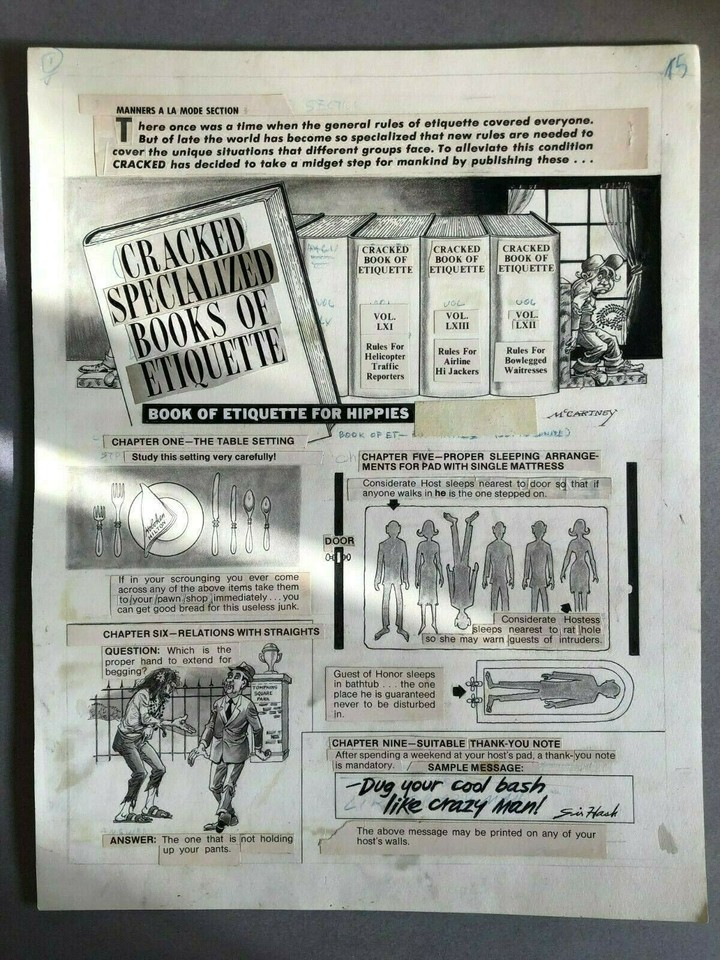 15
MANNERS A LA MODE SECTION
There once was a time when the general rules of etiquette covered everyone.
But of late the world has become so specialized that new rules are needed to
cover the unique situations that different groups face. To alleviate this condition
CRACKED has decided to take a midget step for mankind by publishing these . . .
CRACKED
SPECIALIZED
BOOKS OF
ETIQUETTE
CRACKED
BOOK OF
ETIQUETTE
VOL.
LXI
Rules For
Helicopter
Traffic
Reporters
CRACKED
BOOK OF
ETIQUETTE
VOL
VOL.
LXIII
Rules For
Airline
Hi Jackers
CRACKED
BOOK OF
ETIQUETTE
VOL
VOL.
LXII
Rules For
Bowlegged
Waitresses
McCARTNEY
BOOK OF ETIQUETTE FOR HIPPIES
BOOK OF ET-
CHAPTER ONE—THE TABLE SETTING
Study this setting very carefully!
HILTON
If in your scrounging you ever come
across any of the above items take them
to your pawn shop immediately . . . you
can get good bread for this useless junk.
CHAPTER FIVE—PROPER SLEEPING ARRANGE-
MENTS FOR PAD WITH SINGLE MATTRESS
Considerate Host sleeps nearest to door so that if
anyone walks in he is the one stepped on.
DOOR
Considerate Hostess
sleeps nearest to rat hole
so she may warn guests of intruders.
Guest of Honor sleeps
in bathtub . . . the one
place he is guaranteed
never to be disturbed
in.
CHAPTER SIX—RELATIONS WITH STRAIGHTS
QUESTION: Which is the
proper hand to extend for
begging?
SQUARE
PARK
ANSWER: The one that is not holding
up your pants.
CHAPTER NINE—SUITABLE THANK-YOU NOTE
After spending a weekend at your host's pad, a thank-you note
is mandatory.
SAMPLE MESSAGE:
Dug your cool bash
like crazy man!
Sir Hash
The above message may be printed on any of your
host's walls.